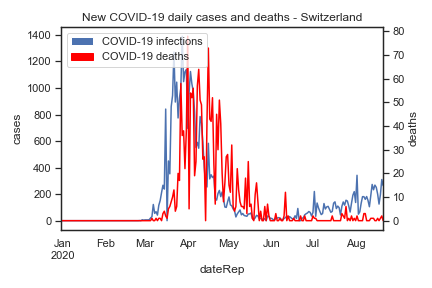 New COVID-19 daily cases and deaths - Switzerland
COVID-19 infections
COVID-19 deaths
1400
1200
1000
800
600
400
200
0
cases
80
70
60
50
40
30
20
10
0
deaths
Jan Feb Mar Apr May Jun Jul Aug
2020
dateRep